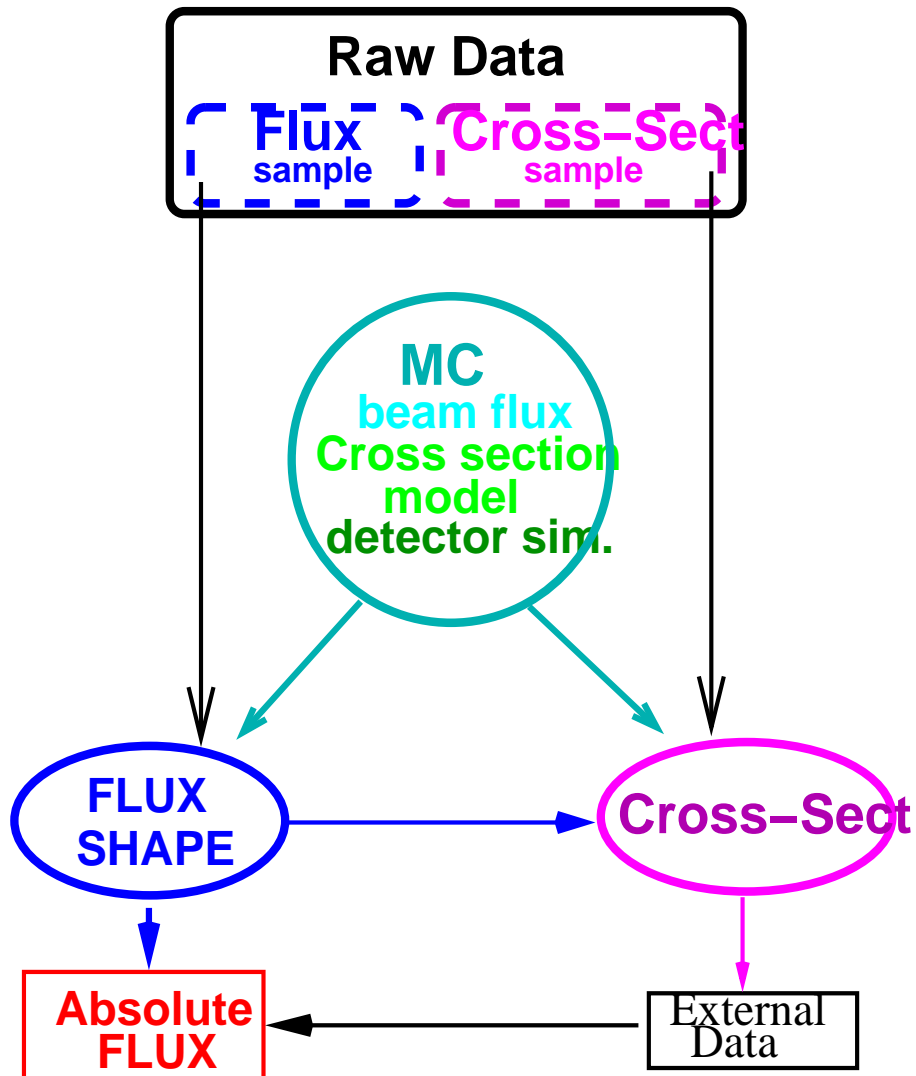 Raw Data
Flux
sample
Cross−Sect
sample
MC
beam flux
Cross section
model
detector sim.
FLUX
SHAPE
Cross−Sect
Absolute
FLUX
External
Data